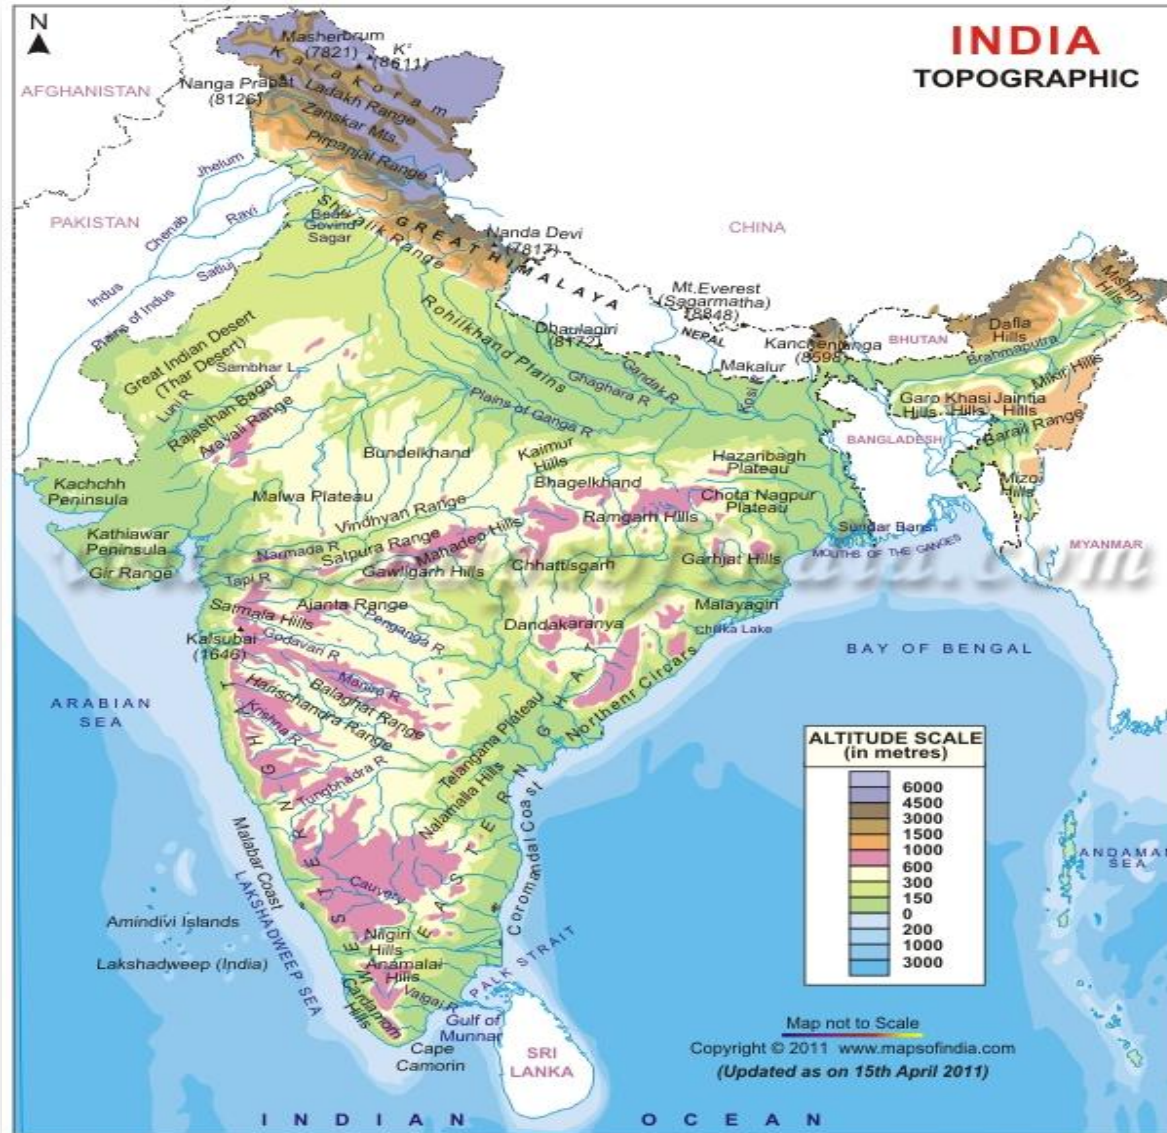 N
INDIA
TOPOGRAPHIC
Masherbrum
(7821)
K²
(8611)
Karakoram
AFGHANISTAN
Nanga Prabat
(8126)
Ladakh Range
Zanskar Mts.
Pirpanjal Range
Jhelum
PAKISTAN
Chenab
Ravi
Beas
Govind
Sagar
Shivalik Range
GREAT HIMALAYA
Nanda Devi
(7817)
CHINA
Indus
Satluj
Plains of Indus
Mt.Everest
(Sagarmatha)
(8848)
Mishmi
Hills
Rohilkhand Plains
Dhaulagiri
(8172)
NEPAL
Kanchenjunga
(8598)
BHUTAN
Dafla
Hills
Great Indian Desert
(Thar Desert)
Sambhar L.
Makalur
Brahmaputra
Mikir Hills
Luni R
Ghaghara R
Gandak R
Kosi
Rajasthan Bagar
Aravali Range
Plains of Ganga R
Garo
Hills
Khasi
Hills
Jaintia
Hills
BANGLADESH
Barail Range
Bundelkhand
Kaimur
Hills
Hazaribagh
Plateau
Kachchh
Peninsula
Bhagelkhand
Mizo
Hills
Malwa Plateau
Chota Nagpur
Plateau
Vindhyan Range
Ramgarh Hills
Kathiawar
Peninsula
Sundar Bans
MOUTHS OF THE GANGES
MYANMAR
Narmada R
Satpura Range
Mahadeo Hills
Gir Range
Gawligarh Hills
Chhattisgarh
Garhjat Hills
Tapi R
Ajanta Range
Satmala Hills
Penganga R
Malayagiri
Dandakaranya
Chilka Lake
Kalsubai
(1646)
Godavari R
BAY OF BENGAL
Manjra R
Balaghat Range
Harischandra Range
ARABIAN
SEA
Krishna R
Northenr Circars
Telangana Plateau
ALTITUDE SCALE
(in metres)
6000
4500
3000
1500
1000
600
300
150
0
200
1000
3000
Tungbhadra R
Nalamalla Hills
WESTERN GHAT
EASTERN GHAT
Coromandal Coast
Malabar Coast
ANDAMAN
SEA
Cauvery
LAKSHADWEEP SEA
Amindivi Islands
Nilgiri
Hills
Lakshadweep (India)
Anamalai
Hills
PALK STRAIT
Cardamom
Hills
Vaigai R
Gulf of
Munnar
Cape
Camorin
SRI
LANKA
Map not to Scale
Copyright © 2011 www.mapsofindia.com
(Updated as on 15th April 2011)
INDIAN OCEAN